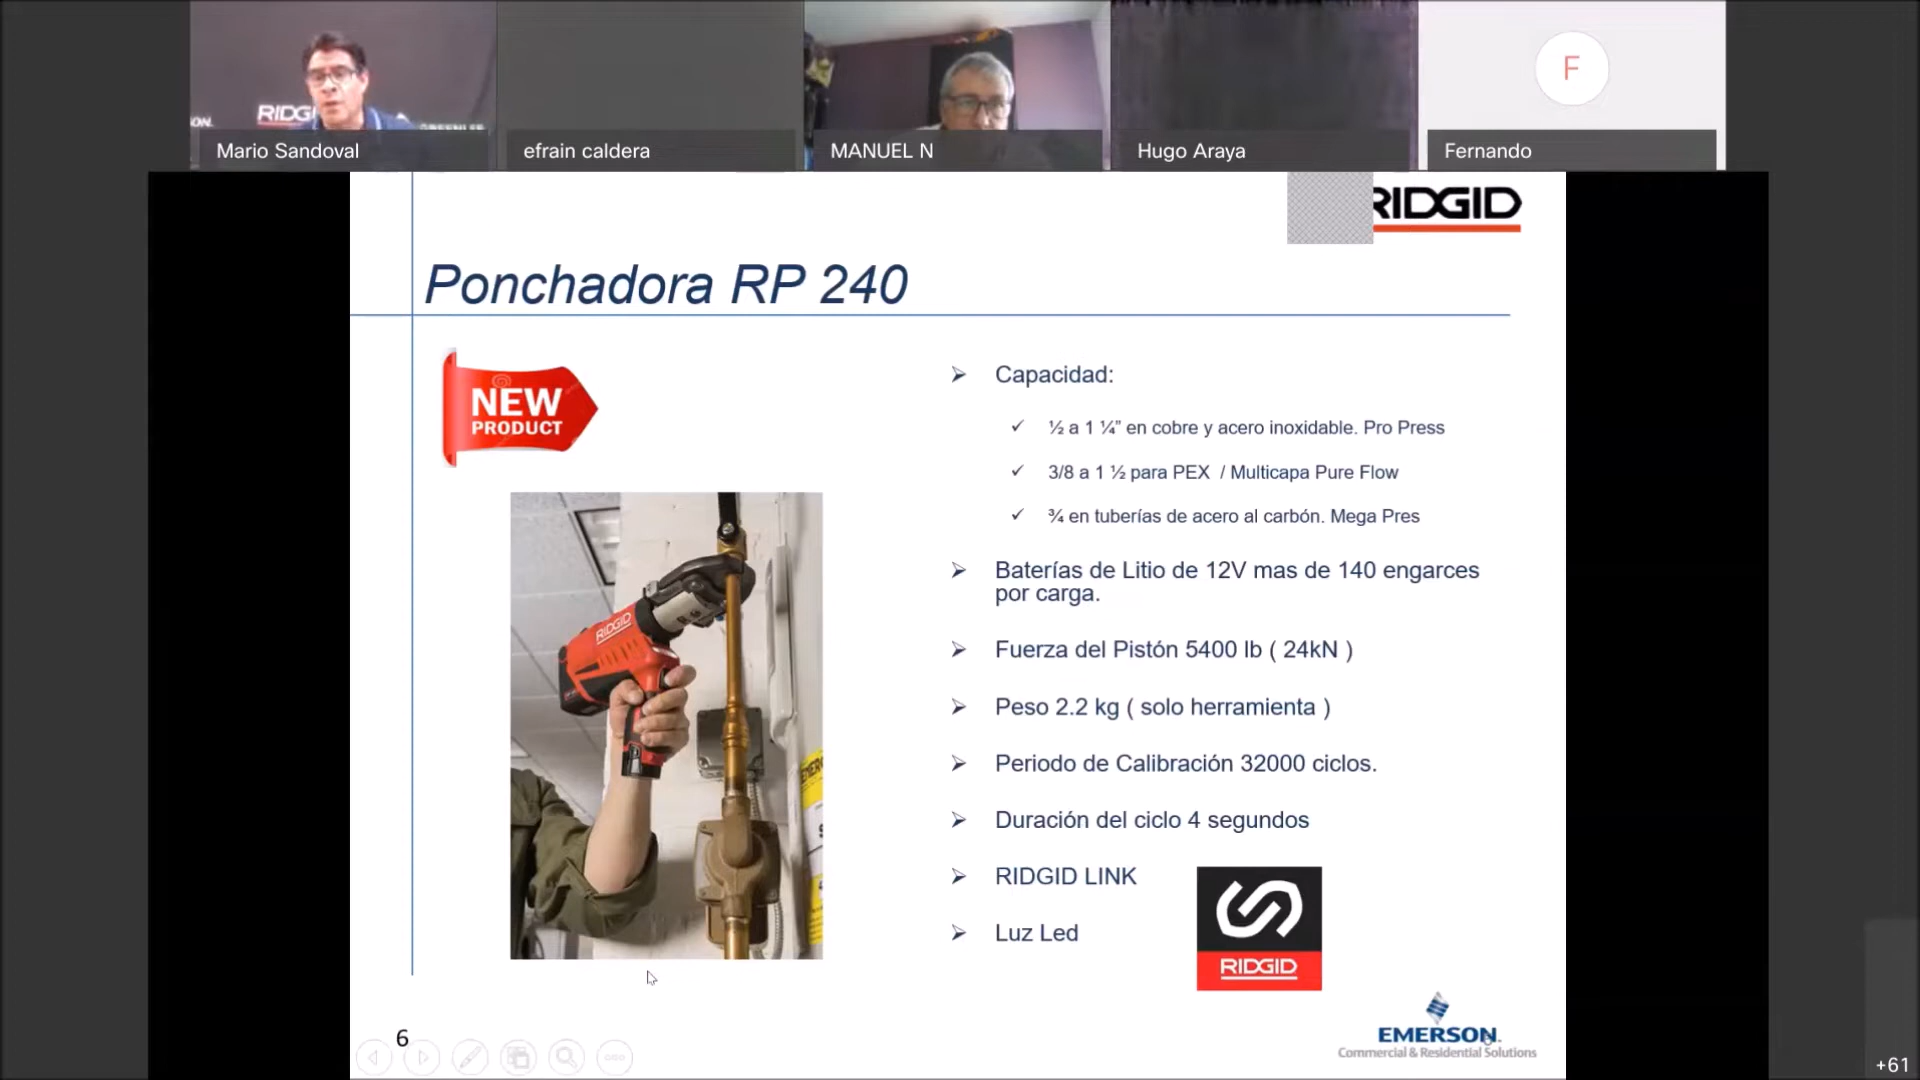 RIDGI
ON.
GREENLEE
Mario Sandoval
efrain caldera
MANUEL N
Hugo Araya
F
Fernando
RIDGID
Ponchadora RP 240
NEW
PRODUCT
RIDGID
➢ Capacidad:
✓ ½ a 1 ¼” en cobre y acero inoxidable. Pro Press
✓ 3/8 a 1 ½ para PEX / Multicapa Pure Flow
✓ ¾ en tuberías de acero al carbón. Mega Pres
➢ Baterías de Litio de 12V mas de 140 engarces
por carga.
➢ Fuerza del Pistón 5400 lb ( 24kN )
➢ Peso 2.2 kg ( solo herramienta )
➢ Periodo de Calibración 32000 ciclos.
➢ Duración del ciclo 4 segundos
➢ RIDGID LINK
➢ Luz Led
RIDGID
EMERSON.
Commercial & Residential Solutions
6
+61